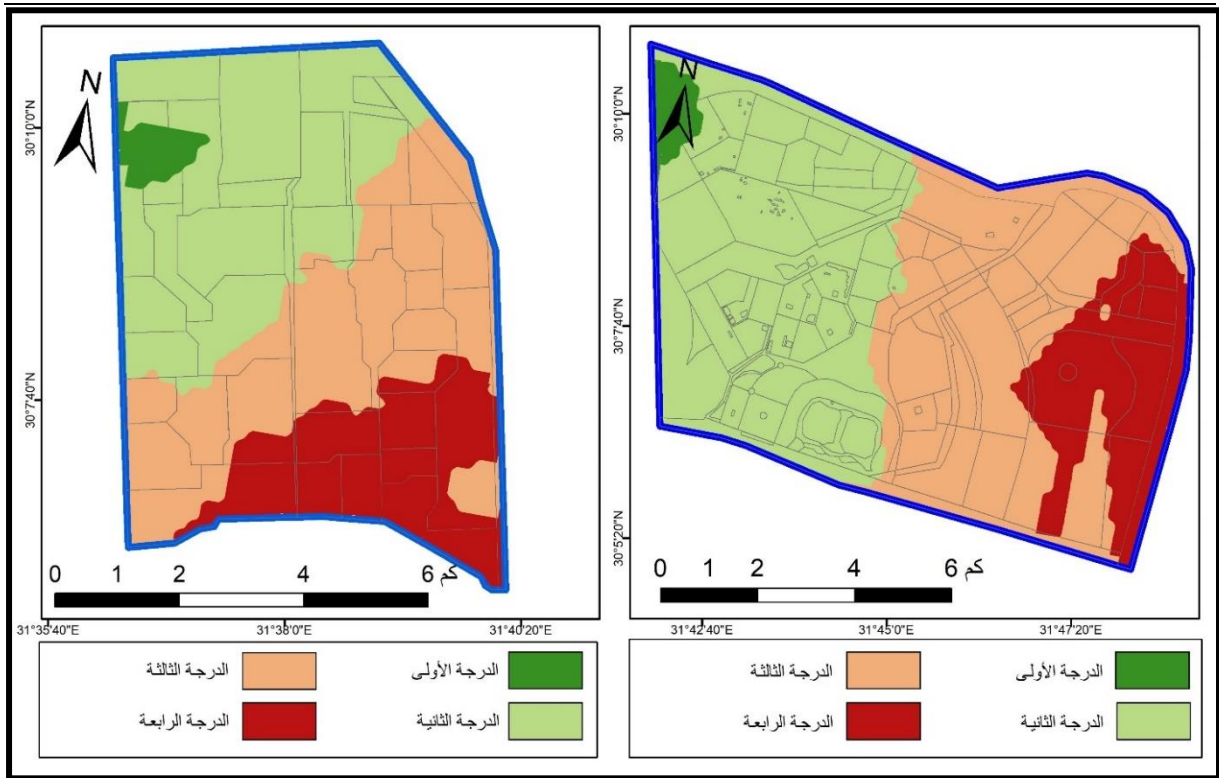 N
30°10'0"N
30°7'40"N
0 1 2 4 6 كم
31°35'40"E 31°38'0"E 31°40'20"E
الدرجة الأولى
الدرجة الثالثة
الدرجة الثانية
الدرجة الرابعة
N
30°10'0"N
30°7'40"N
30°5'20"N
0 1 2 4 6 كم
31°42'40"E 31°45'0"E 31°47'20"E
الدرجة الأولى
الدرجة الثالثة
الدرجة الثانية
الدرجة الرابعة